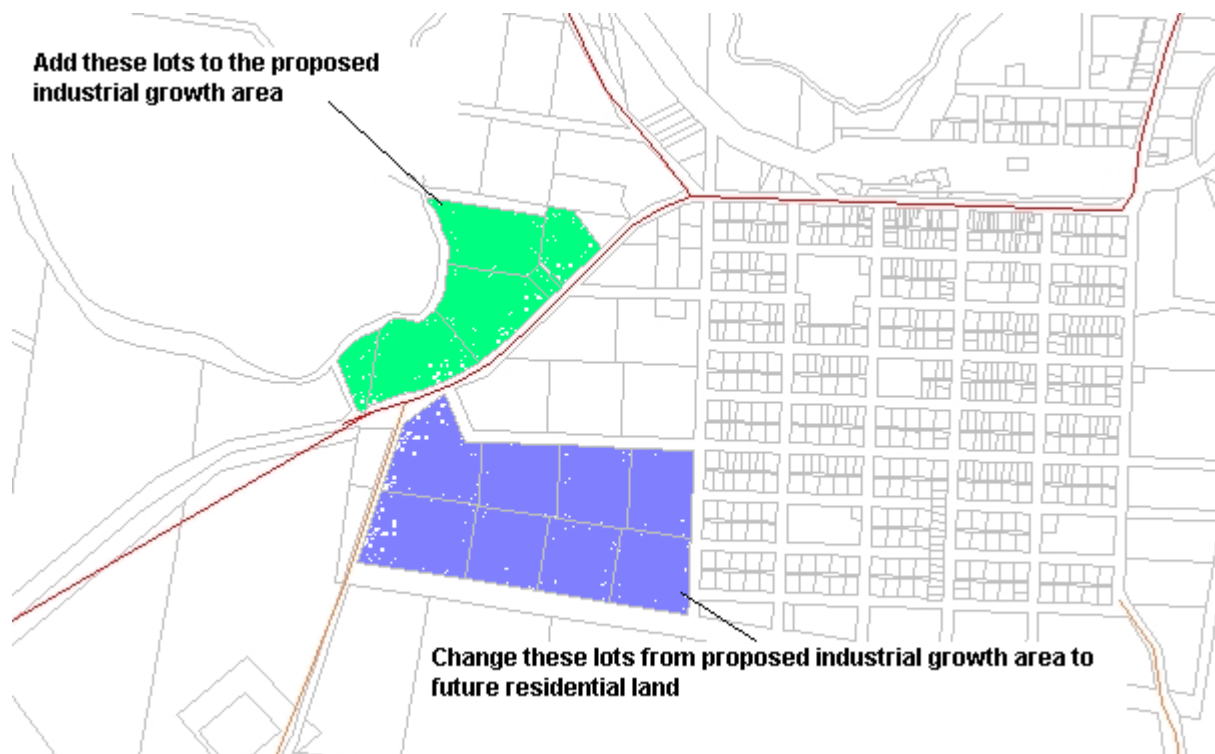 Add these lots to the proposed
industrial growth area
Change these lots from proposed industrial growth area to
future residential land